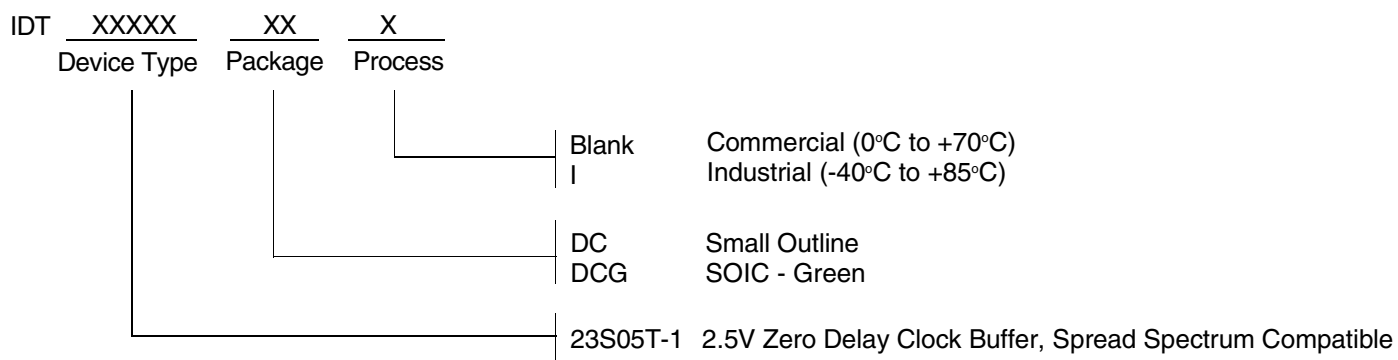 IDT XXXXX XX X
Device Type Package Process
Blank Commercial (0°C to +70°C)
I Industrial (-40°C to +85°C)
DC Small Outline
DCG SOIC - Green
23S05T-1 2.5V Zero Delay Clock Buffer, Spread Spectrum Compatible